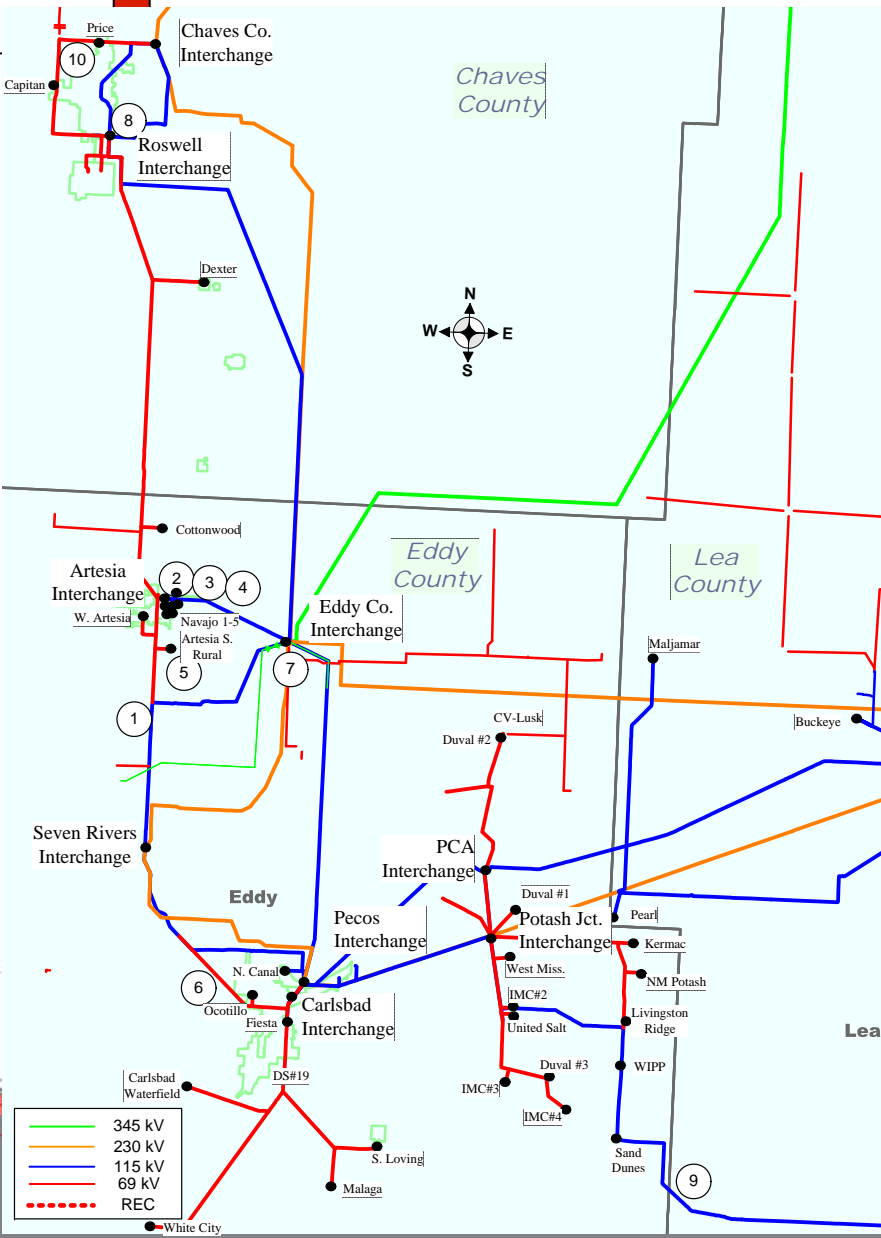 Price
Chaves Co.
Interchange
10
Capitan
Chaves
County
8
Roswell
Interchange
Dexter
N
W
E
S
Cottonwood
Eddy
County
Lea
County
Artesia
Interchange
2
3
4
W. Artesia
Navajo 1-5
Artesia S.
Rural
Eddy Co.
Interchange
5
7
Maljamar
1
CV-Lusk
Buckeye
Duval #2
Seven Rivers
Interchange
PCA
Interchange
Eddy
Duval #1
Pecos
Interchange
Potash Jct.
Interchange
Pearl
Kermac
N. Canal
West Miss.
NM Potash
6
Ocotillo
Carlsbad
Interchange
Fiesta
IMC#2
United Salt
Livingston
Ridge
Lea
Carlsbad
Waterfield
DS#19
Duval #3
WIPP
IMC#3
IMC#4
345 kV
230 kV
115 kV
69 kV
REC
S. Loving
Malaga
Sand
Dunes
9
White City